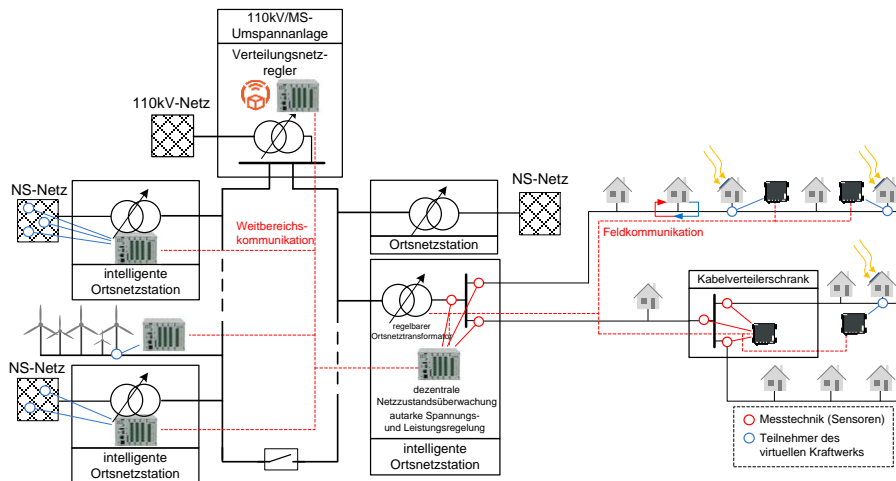 110kV/MS-
Umspannanlage
Verteilungsnetz-
regler
110kV-Netz
NS-Netz
intelligente
Ortsnetzstation
Weitbereichs-
kommunikation
NS-Netz
Ortsnetzstation
Feldkommunikation
Kabelverteilerschrank
regelbarer
Ortsnetztransformator
NS-Netz
dezentrale
Netzzustandsüberwachung
autarke Spannungs-
und Leistungsregelung
intelligente
Ortsnetzstation
intelligente
Ortsnetzstation
Messtechnik (Sensoren)
Teilnehmer des
virtuellen Kraftwerks